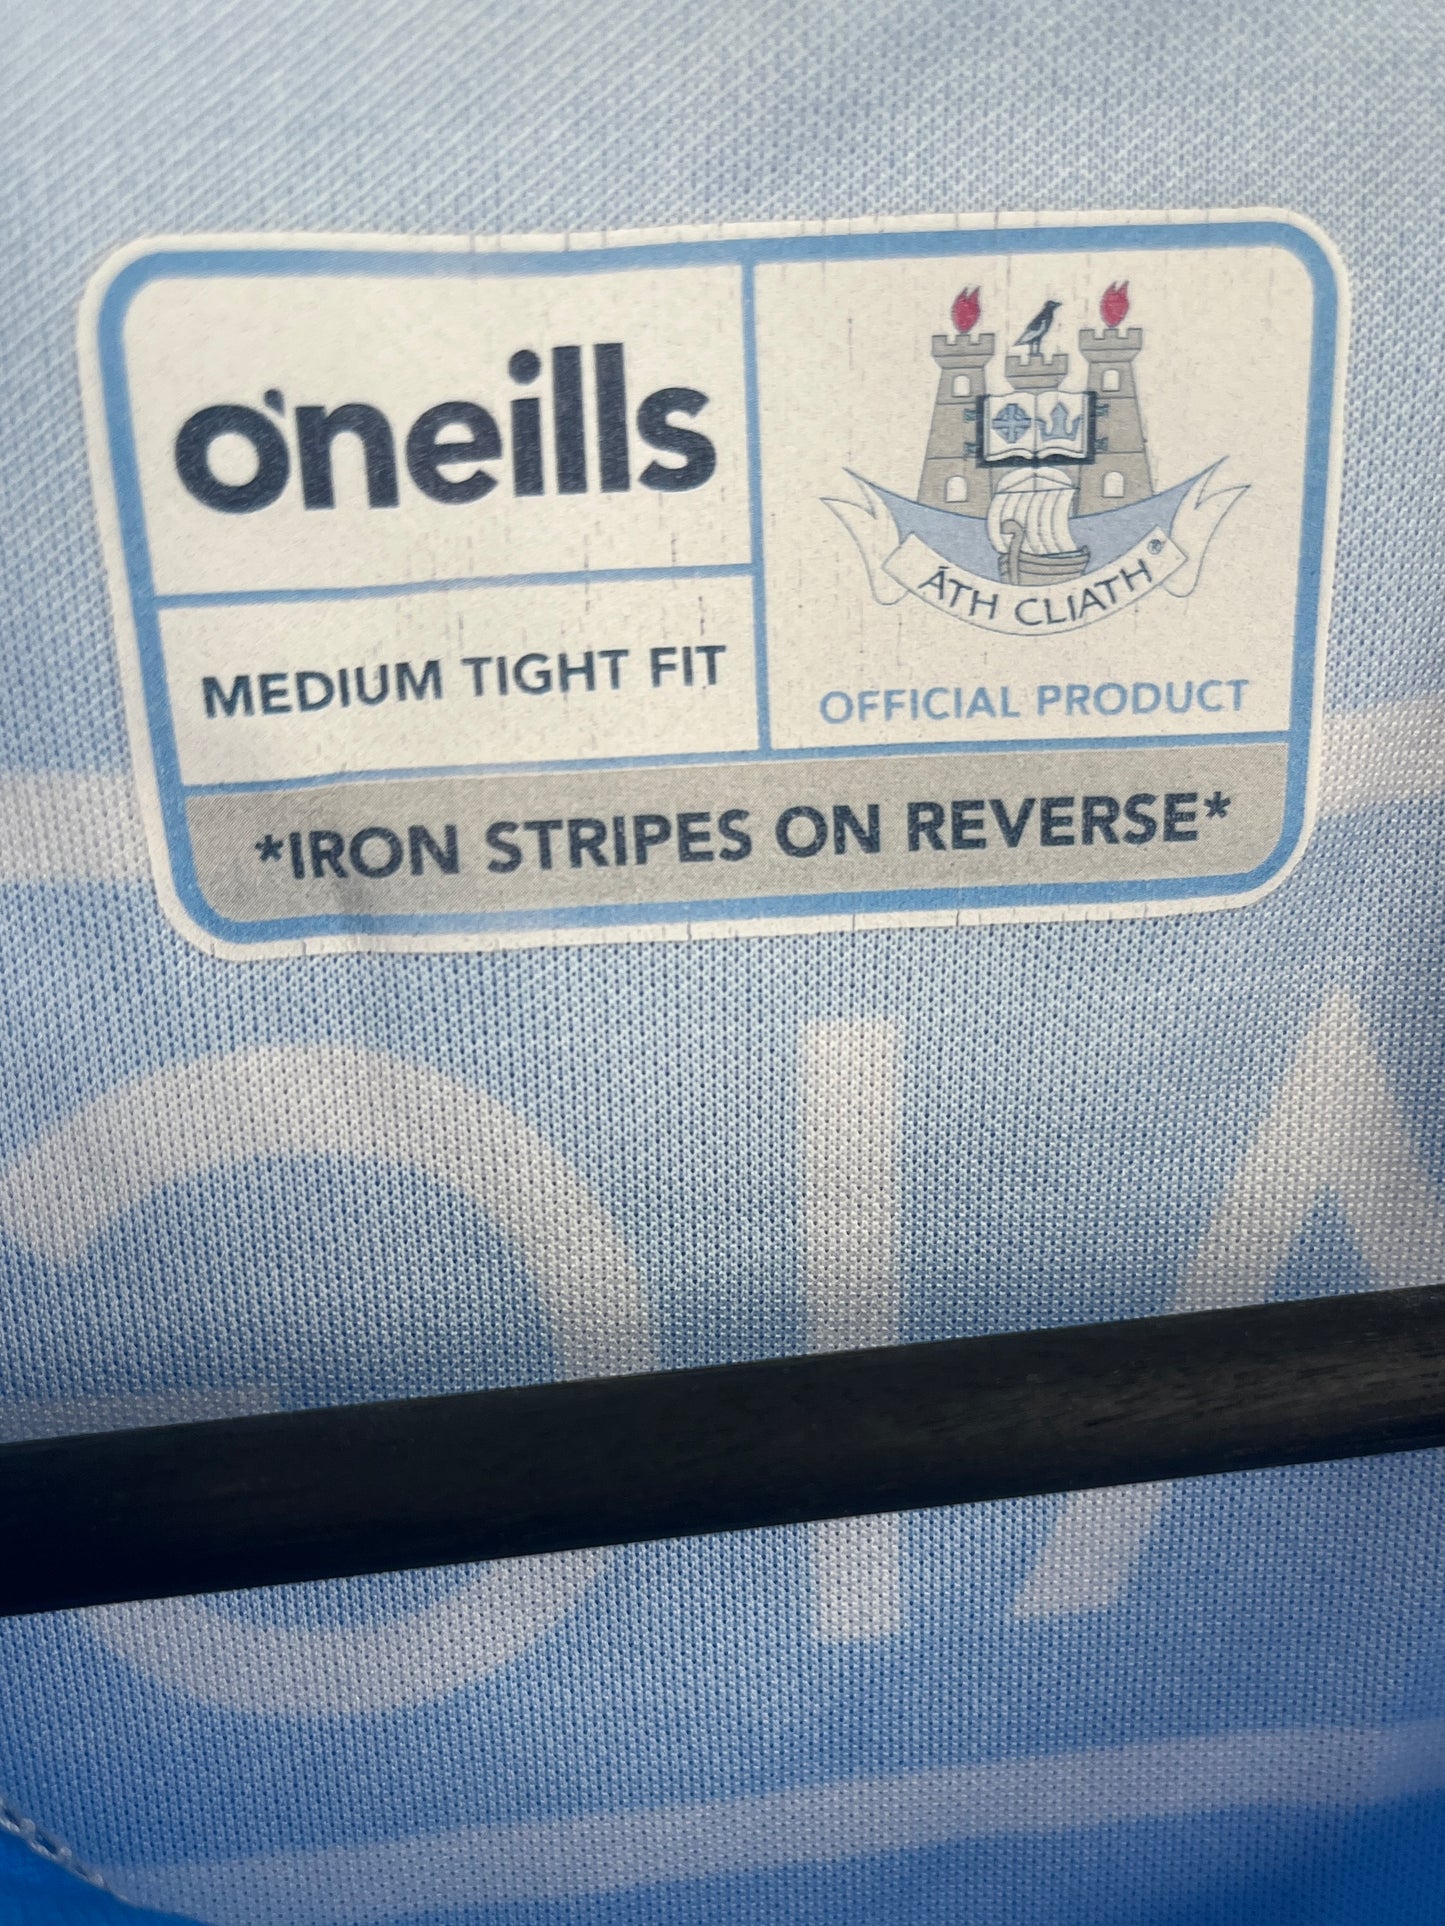 o'neills
MEDIUM TIGHT FIT
ÁTH CLIATH ®
OFFICIAL PRODUCT
*IRON STRIPES ON REVERSE*